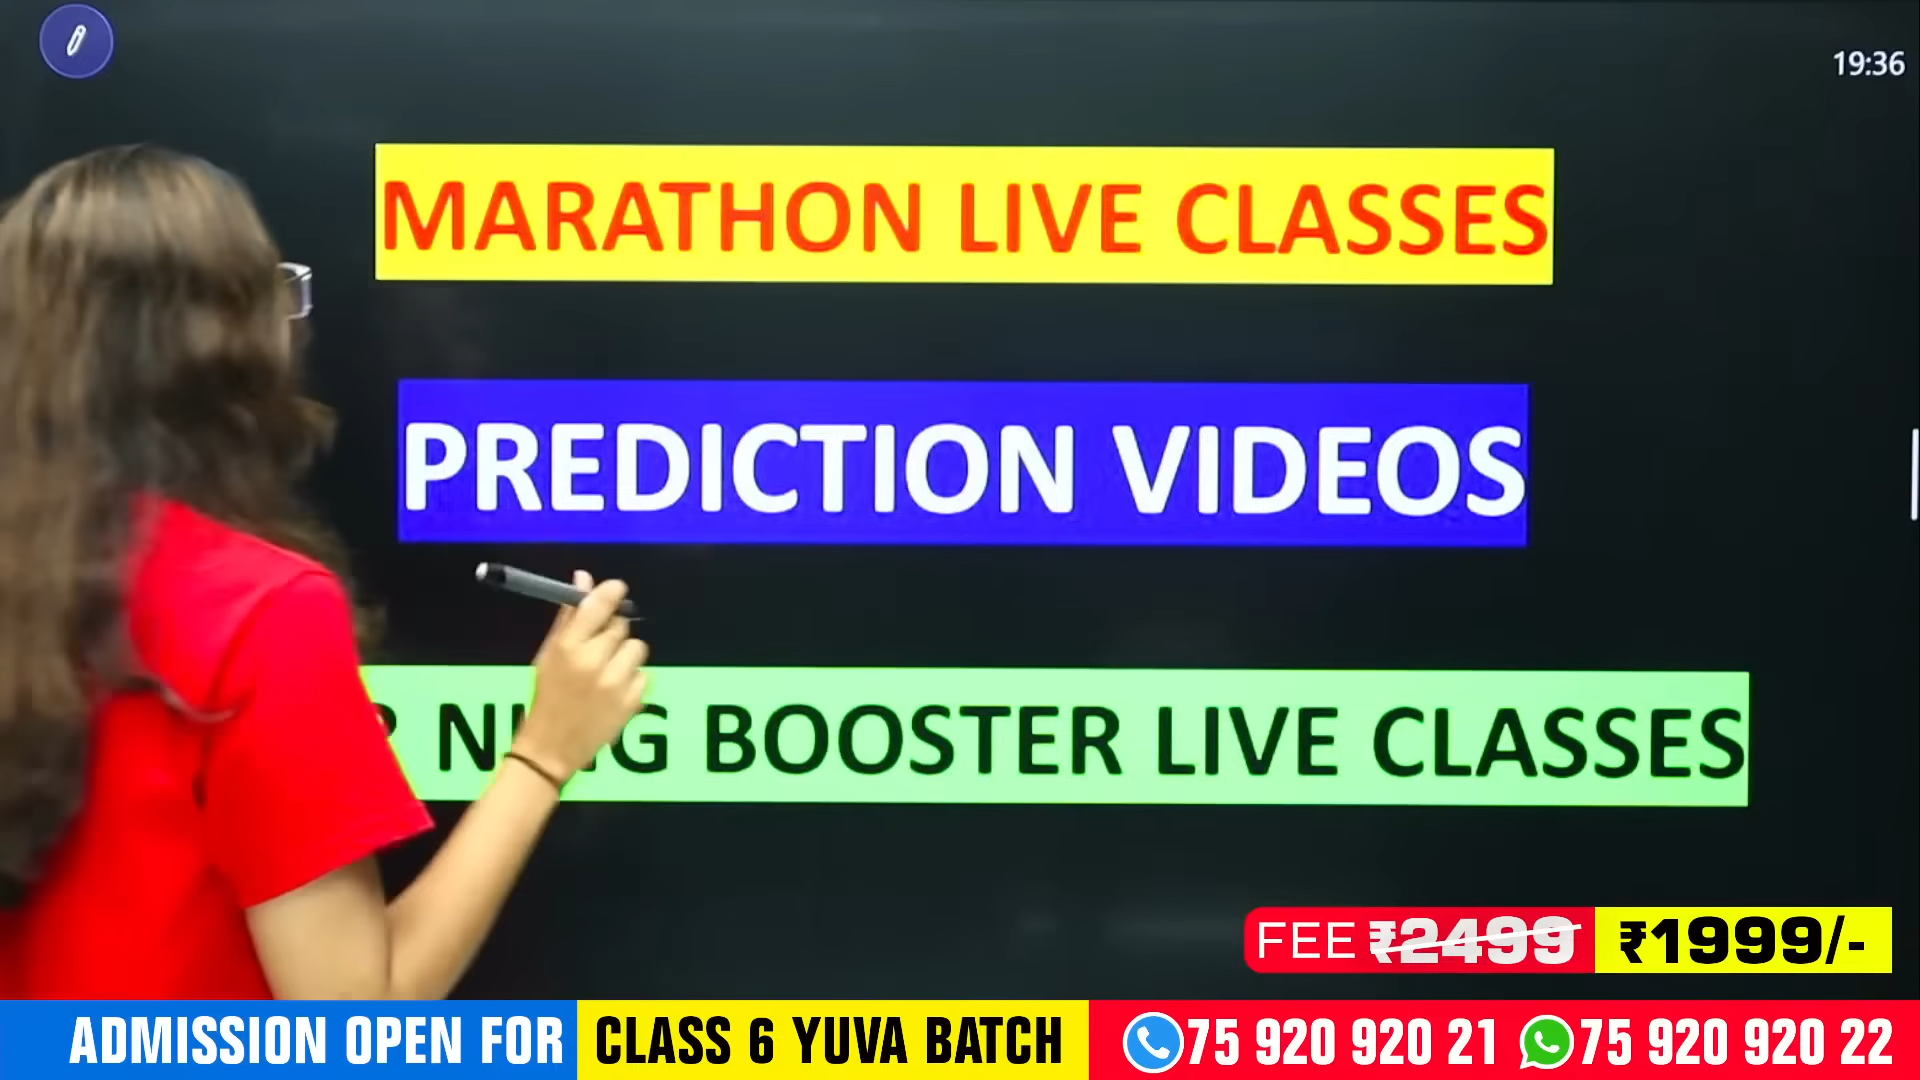 19:36
MARATHON LIVE CLASSES
PREDICTION VIDEOS
BOOSTER LIVE CLASSES
FEE ₹2499 ₹1999/-
ADMISSION OPEN FOR CLASS 6 YUVA BATCH 75 920 920 21 75 920 920 22